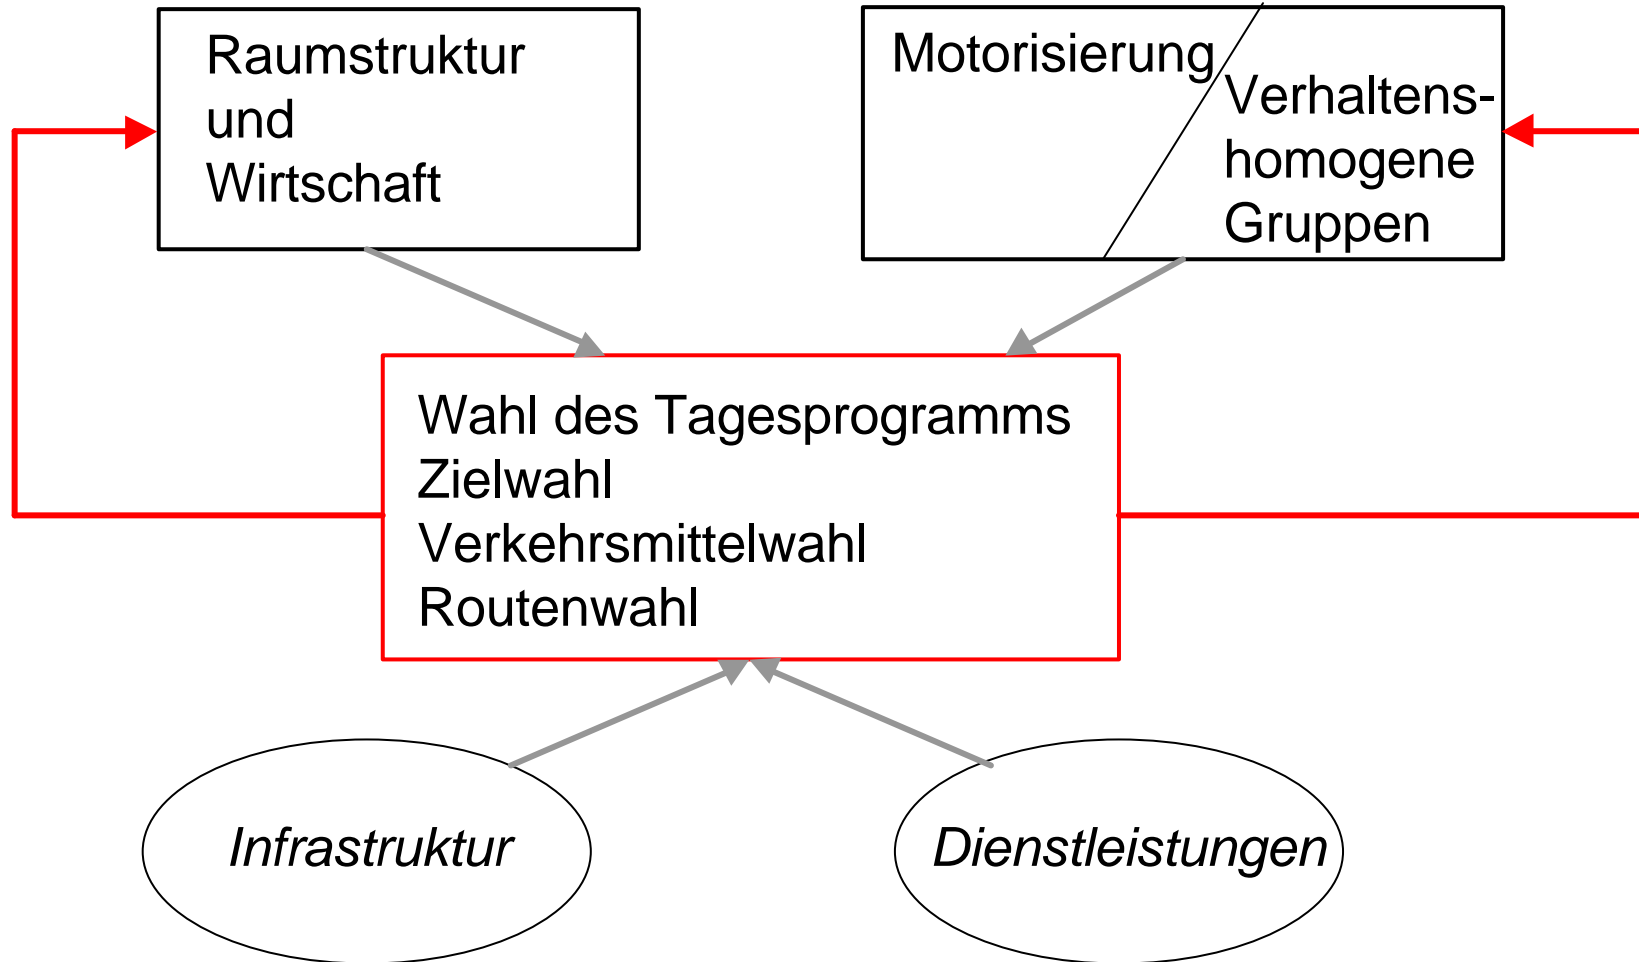 Raumstruktur
und
Wirtschaft
Motorisierung
Verhaltens-
homogene
Gruppen
Wahl des Tagesprogramms
Zielwahl
Verkehrsmittelwahl
Routenwahl
Infrastruktur
Dienstleistungen